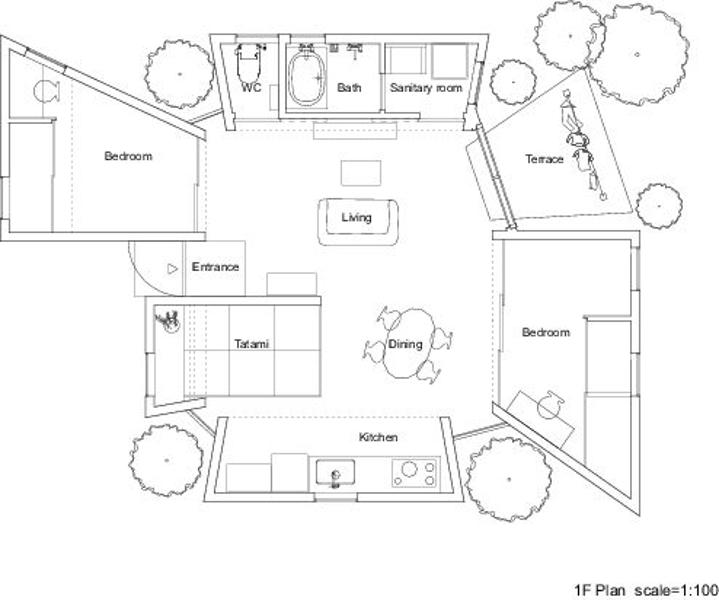 WC
Bath
Sanitary room
Bedroom
Terrace
Living
Entrance
Bedroom
Tatami
Dining
Kitchen
1F Plan scale=1:100